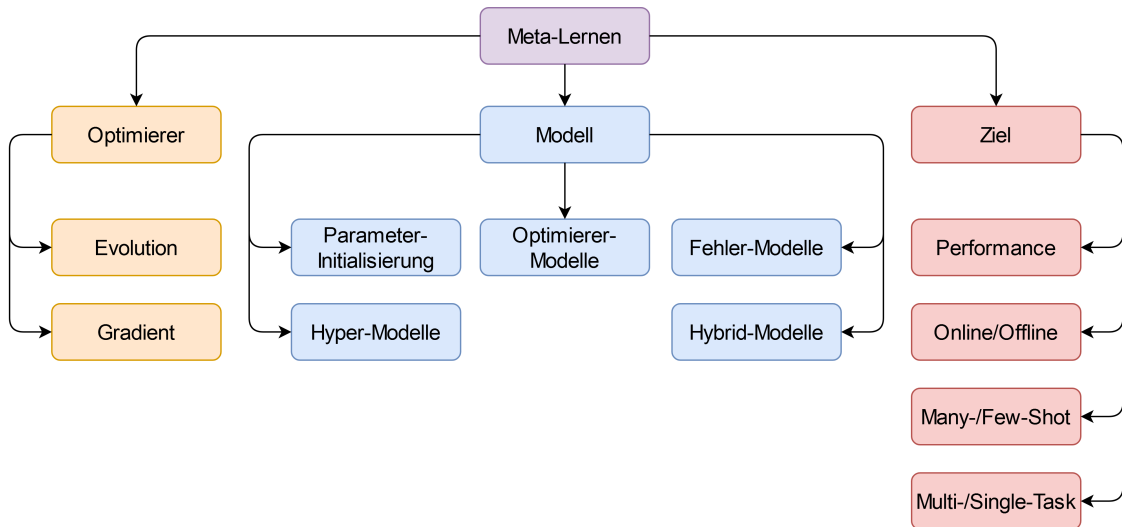 Meta-Lernen
Optimierer
Modell
Ziel
Evolution
Parameter-
Initialisierung
Optimierer-
Modelle
Fehler-Modelle
Performance
Gradient
Hyper-Modelle
Hybrid-Modelle
Online/Offline
Many-/Few-Shot
Multi-/Single-Task